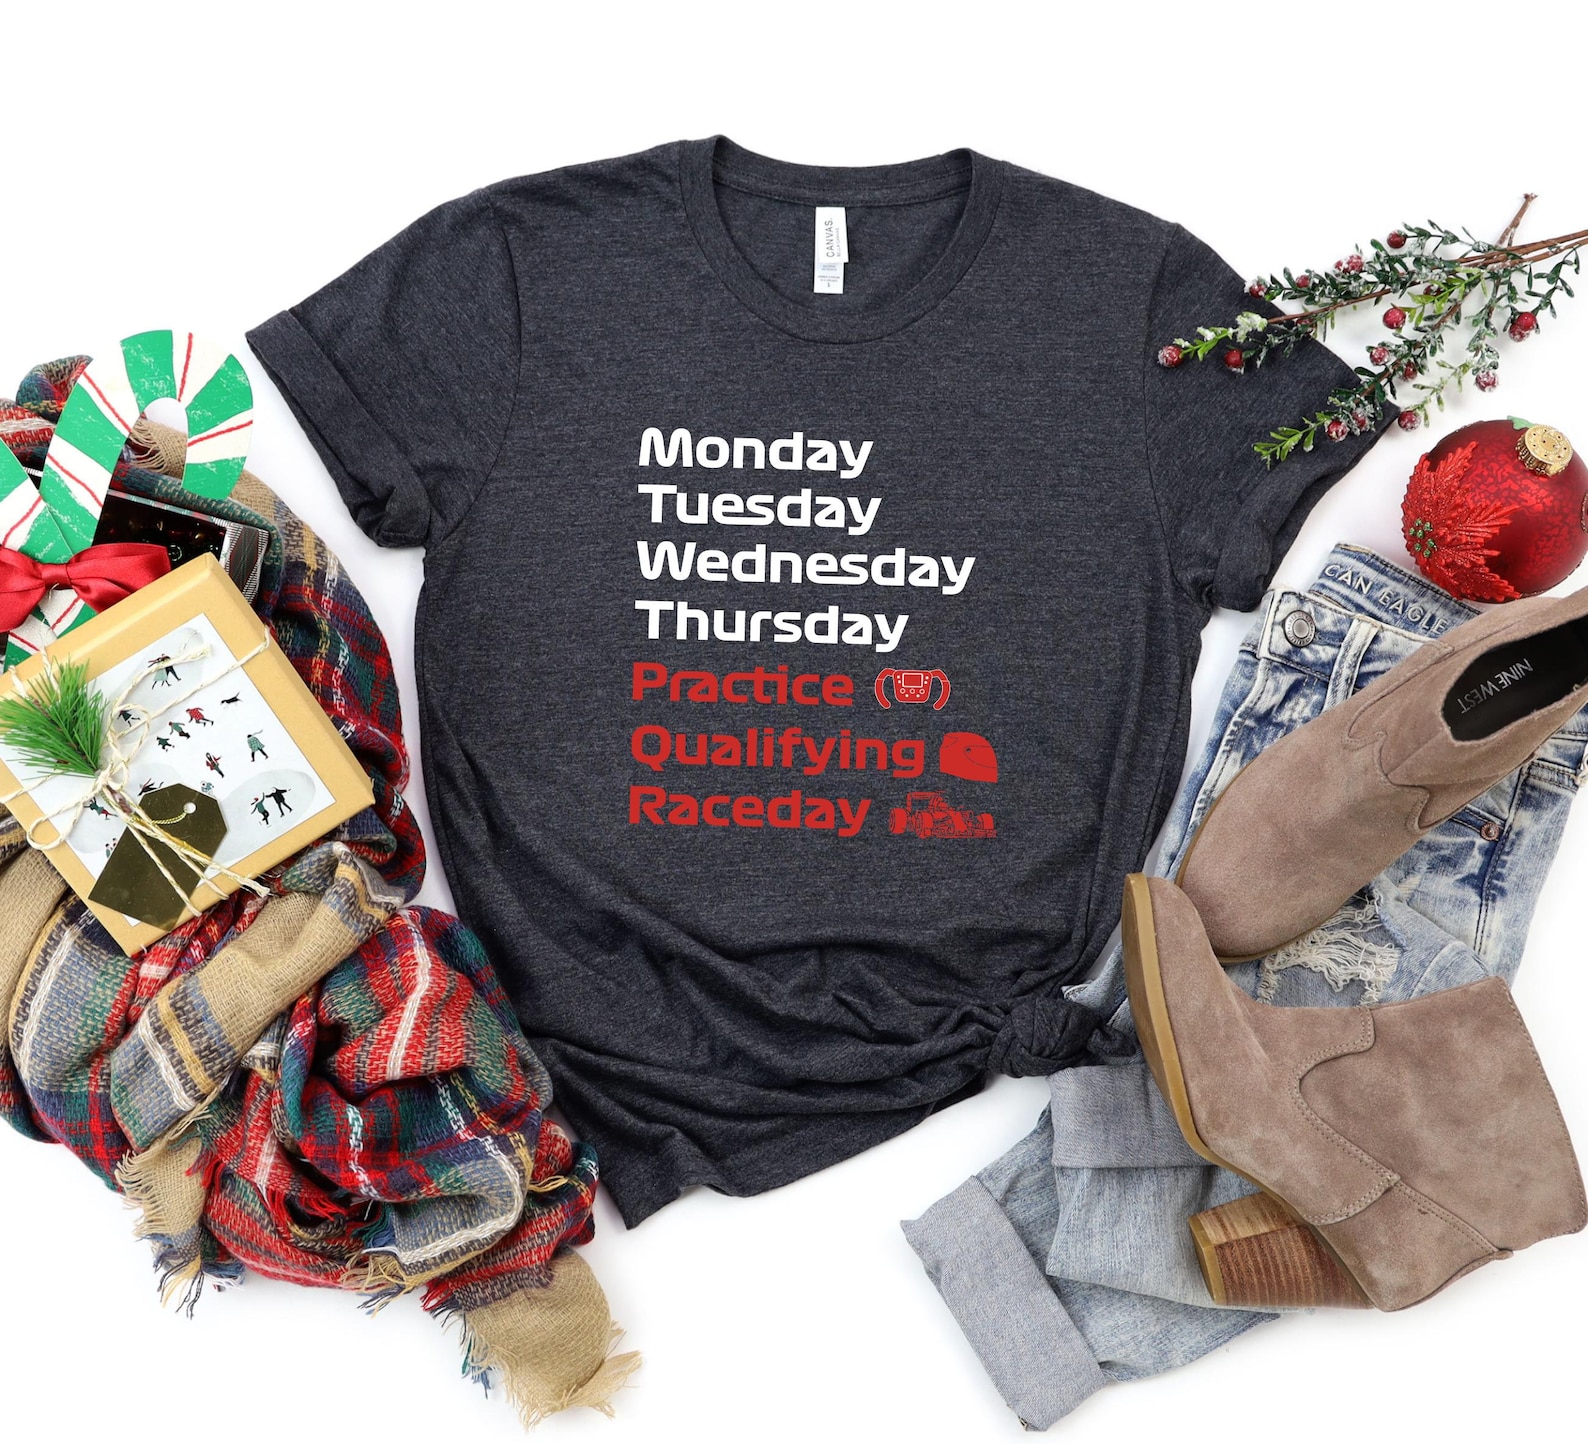 CANVAS.
Monday
Tuesday
Wednesday
Thursday
Practice
Qualifying
Raceday
CAN EAGLE
NINE WEST